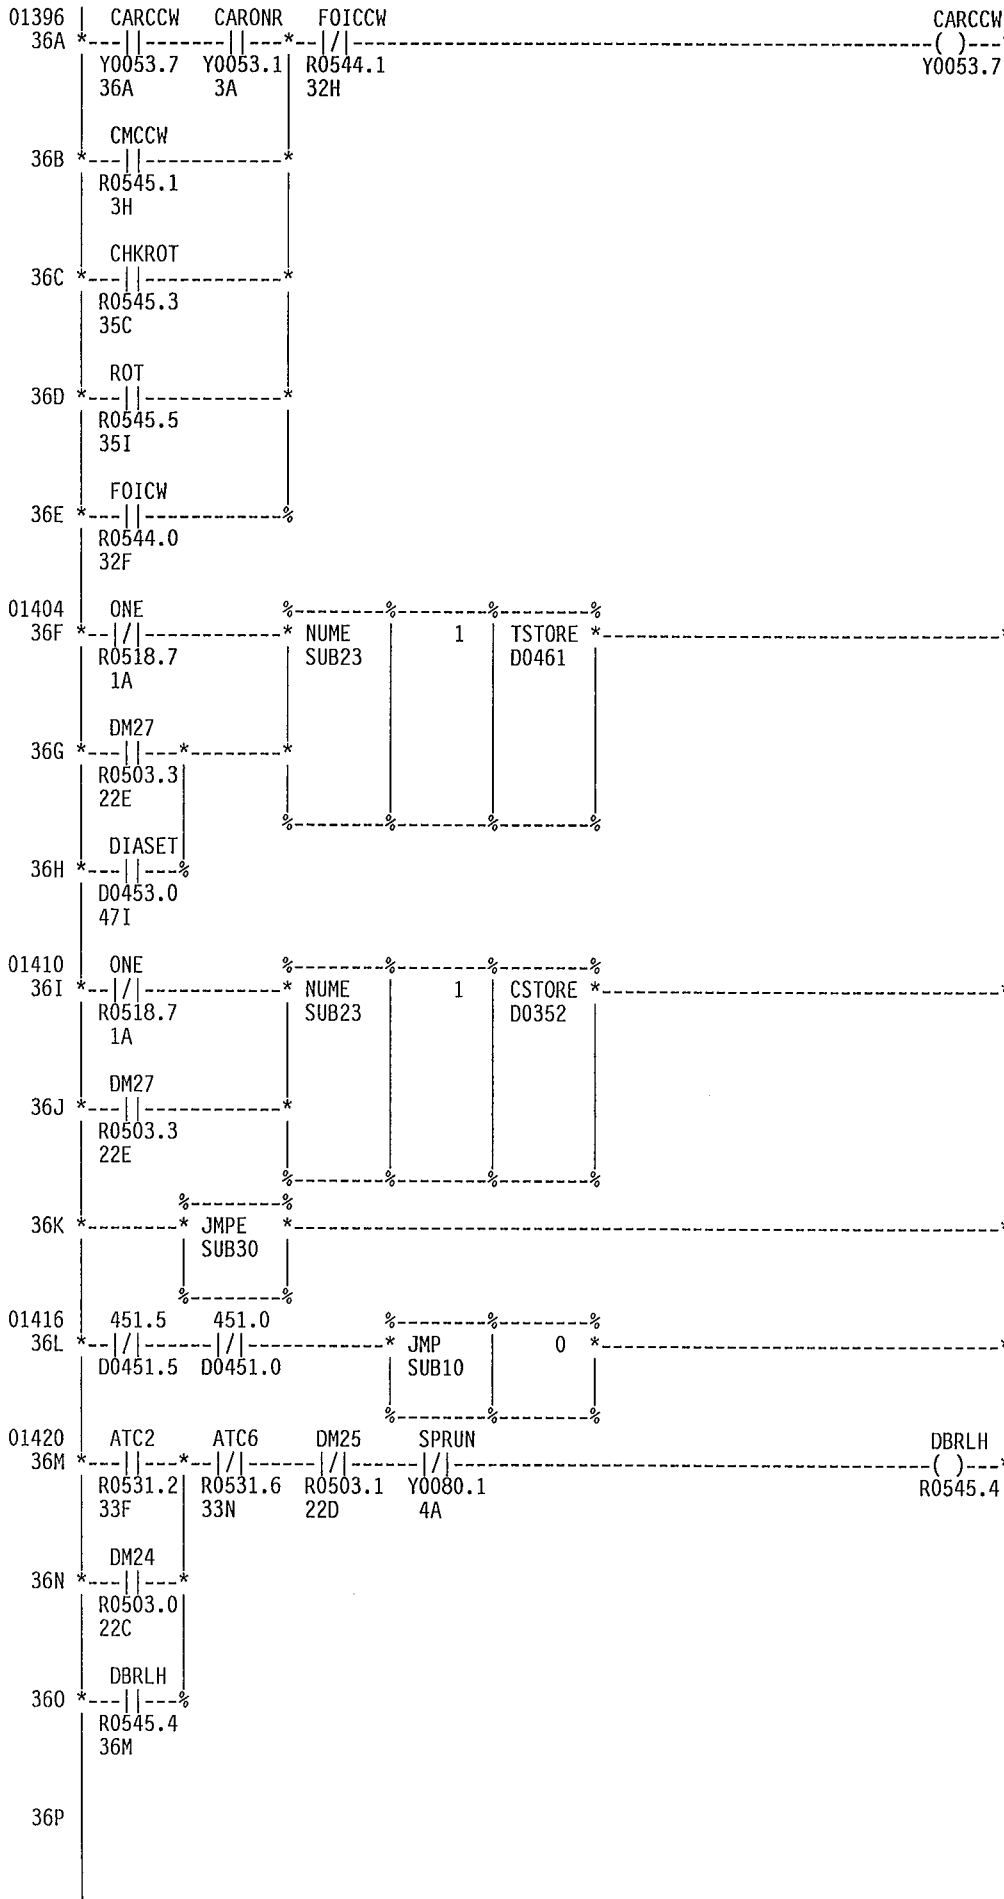 01396 | CARCCW CARONR FOICCW CARCCW
36A *---| |-------| |---*--|/|---( )---*
Y0053.7 Y0053.1 R0544.1 Y0053.7
36A 3A 32H
CMCCW
36B *---| |------------*
R0545.1
3H
CHKROT
36C *---| |------------*
R0545.3
35C
ROT
36D *---| |------------*
R0545.5
35I
FOICW
36E *---| |------------%
R0544.0
32F
01404 ONE %-------%-------%-------%
36F *--|/|------------* NUME 1 TSTORE *---*
R0518.7 SUB23 D0461
1A
DM27
36G *---| |---*--------*
R0503.3
22E
%-------%-------%-------%
DIASET
36H *---| |---%
D0453.0
47I
01410 ONE %-------%-------%-------%
36I *--|/|------------* NUME 1 CSTORE *---*
R0518.7 SUB23 D0352
1A
DM27
36J *---| |------------*
R0503.3
22E
%-------%-------%-------%
%-------%
36K *-------* JMPE *---*
SUB30
%-------%
01416 451.5 451.0 %-------%-------%
36L *--|/|-----|/|-----------* JMP 0 *---*
D0451.5 D0451.0 SUB10
%-------%-------%
01420 ATC2 ATC6 DM25 SPRUN DBRLH
36M *---| |---*--|/|------|/|------|/|---( )---*
R0531.2 R0531.6 R0503.1 Y0080.1 R0545.4
33F 33N 22D 4A
DM24
36N *---| |---*
R0503.0
22C
DBRLH
36O *---| |---%
R0545.4
36M
36P